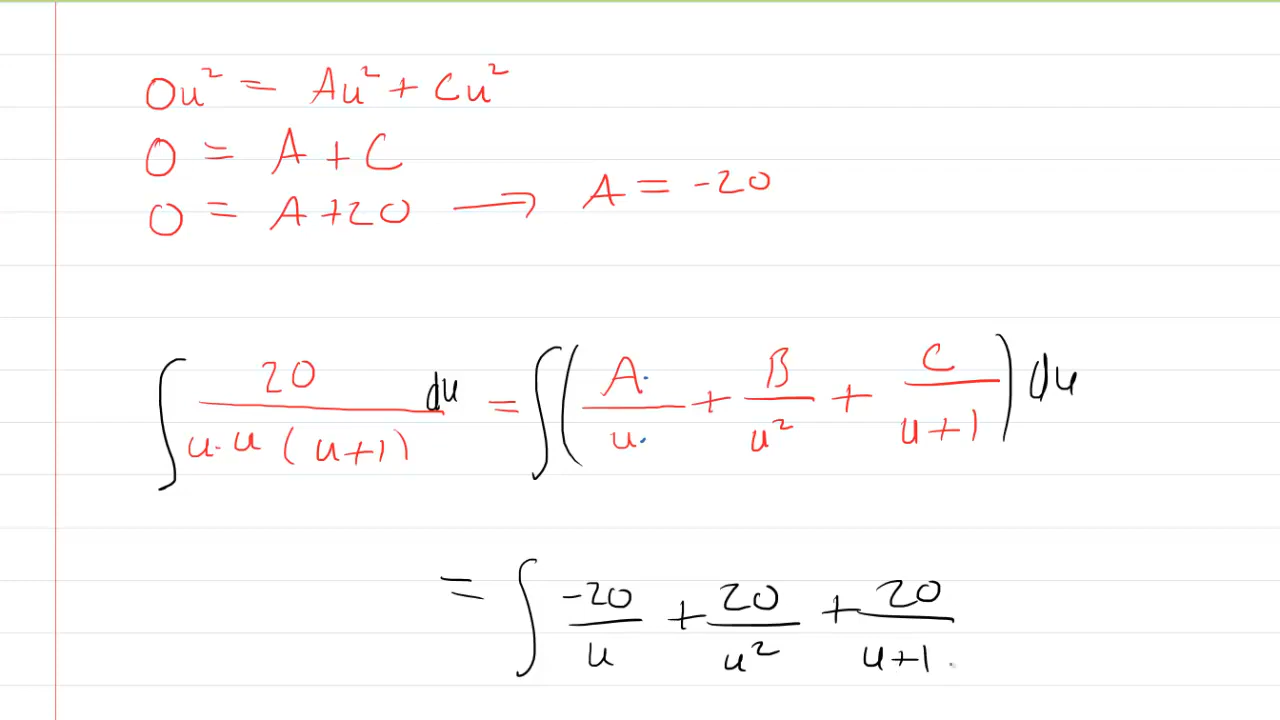 0u² = Au² + Cu²
0 = A + C
0 = A + 20 → A = -20
∫ 20/(u·u(u+1)) du = ∫ (A/u + B/u² + C/(u+1)) du
= ∫ -20/u + 20/u² + 20/(u+1)